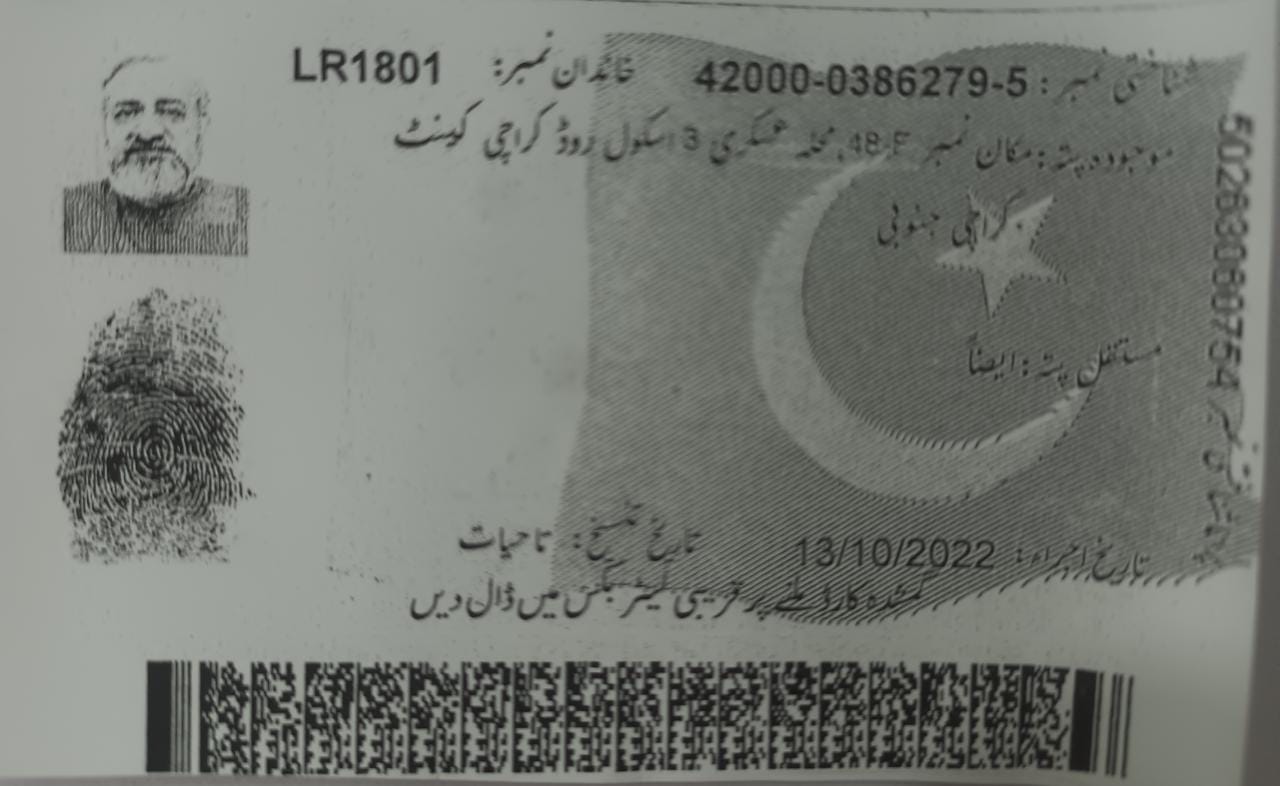 شناختی نمبر: 42000-0386279-5 خاندان نمبر: LR1801
موجودہ پتہ: مکان نمبر 48-F، محلہ عسکری 3 اسکول روڈ کراچی کینٹ
کراچی جنوبی
مستقل پتہ: ایضاً
تاریخ اجراء: 13/10/2022 تاریخ تنسیخ: تاحیات
گمشدہ کارڈ ملنے پر قریبی لیٹر بکس میں ڈال دیں